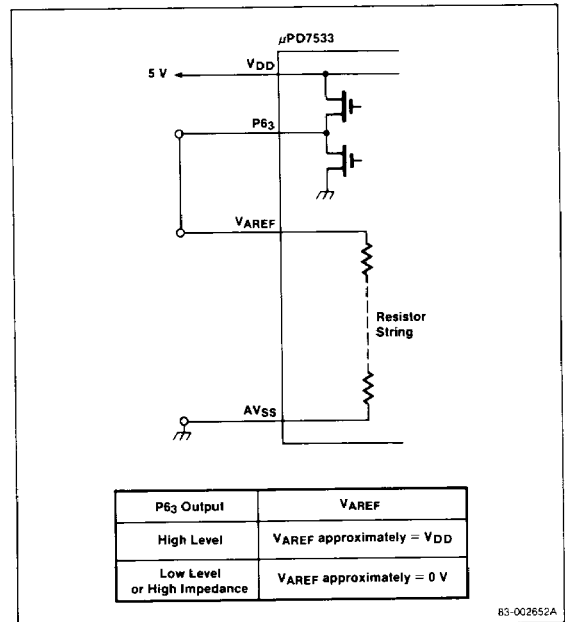 µPD7533
VDD
5 V
P63
VAREF
Resistor
String
AVSS
P63 Output VAREF
High Level VAREF approximately = VDD
Low Level
or High Impedance VAREF approximately = 0 V
83-002652A